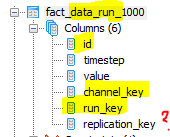 fact_data_run_1000
Columns (6)
id
timestep
value
channel_key
run_key
replication_key
?